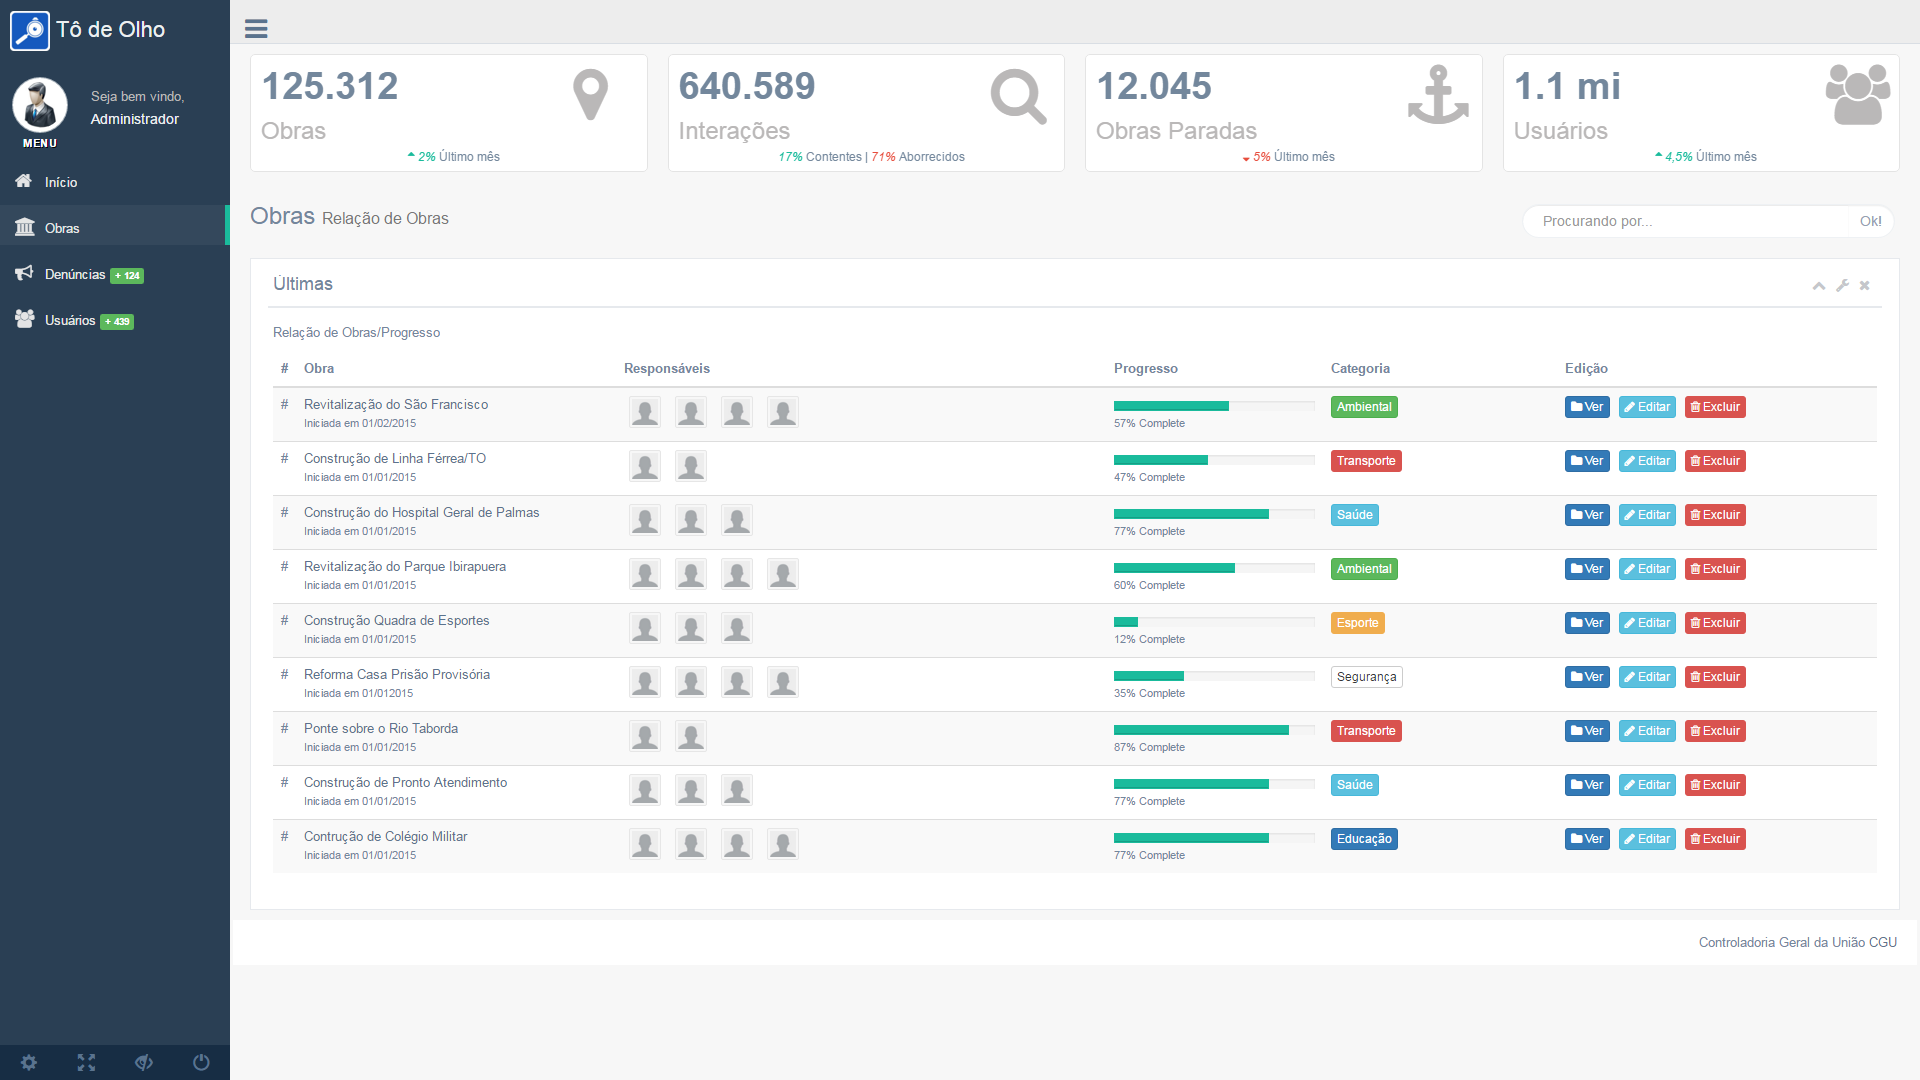 Tô de Olho
Seja bem vindo,
Administrador
MENU
Início
Obras
Denúncias + 124
Usuários + 439
125.312
Obras
2% Último mês
640.589
Interações
17% Contentes | 71% Aborrecidos
12.045
Obras Paradas
5% Último mês
1.1 mi
Usuários
4,5% Último mês
Obras Relação de Obras
Procurando por... Ok!
Últimas
Relação de Obras/Progresso
# Obra Responsáveis Progresso Categoria Edição
# Revitalização do São Francisco Ambiental Ver Editar Excluir
Iniciada em 01/02/2015 57% Complete
# Construção de Linha Férrea/TO Transporte Ver Editar Excluir
Iniciada em 01/01/2015 47% Complete
# Construção do Hospital Geral de Palmas Saúde Ver Editar Excluir
Iniciada em 01/01/2015 77% Complete
# Revitalização do Parque Ibirapuera Ambiental Ver Editar Excluir
Iniciada em 01/01/2015 60% Complete
# Construção Quadra de Esportes Esporte Ver Editar Excluir
Iniciada em 01/01/2015 12% Complete
# Reforma Casa Prisão Provisória Segurança Ver Editar Excluir
Iniciada em 01/012015 35% Complete
# Ponte sobre o Rio Taborda Transporte Ver Editar Excluir
Iniciada em 01/01/2015 87% Complete
# Construção de Pronto Atendimento Saúde Ver Editar Excluir
Iniciada em 01/01/2015 77% Complete
# Contrução de Colégio Militar Educação Ver Editar Excluir
Iniciada em 01/01/2015 77% Complete
Controladoria Geral da União CGU